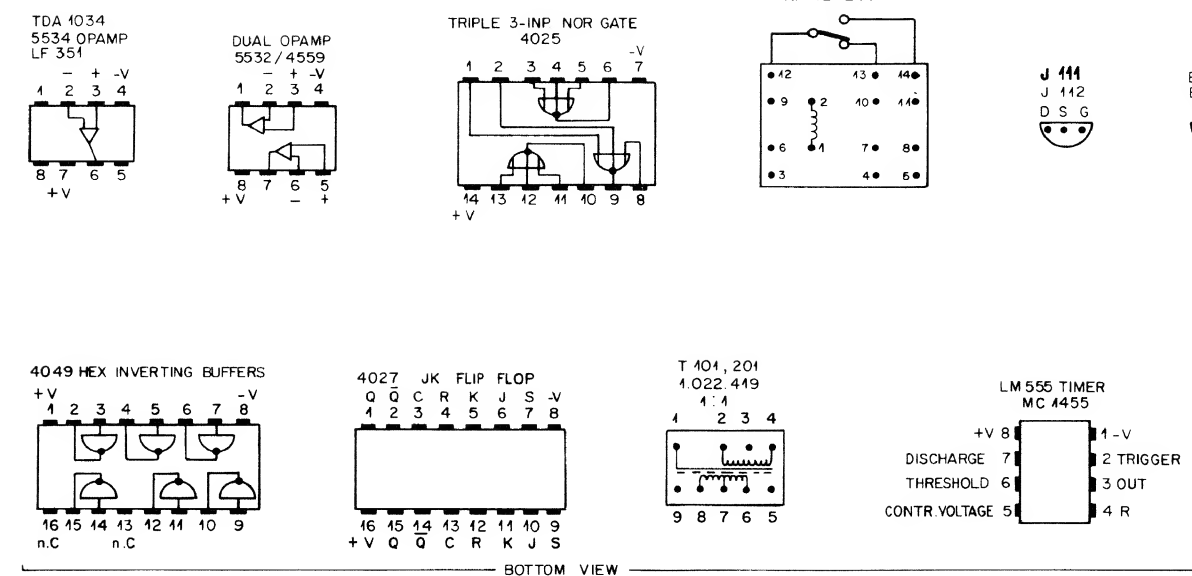 TDA 1034
5534 OPAMP
LF 351
− + -V
1 2 3 4
8 7 6 5
+V
DUAL OPAMP
5532/4559
− + -V
1 2 3 4
8 7 6 5
+V − +
TRIPLE 3-INP NOR GATE
4025
-V
1 2 3 4 5 6 7
14 13 12 11 10 9 8
+V
12 13 14
9 2 10 11
6 1 7 8
3 4 5
J 111
J 112
D S G
4049 HEX INVERTING BUFFERS
+V -V
1 2 3 4 5 6 7 8
16 15 14 13 12 11 10 9
n.C n.C
4027 JK FLIP FLOP
Q Q̅ C R K J S -V
1 2 3 4 5 6 7 8
16 15 14 13 12 11 10 9
+V Q Q̅ C R K J S
T 101, 201
1.022.419
1:1
1 2 3 4
9 8 7 6 5
LM 555 TIMER
MC 1455
+V 8 1 -V
DISCHARGE 7 2 TRIGGER
THRESHOLD 6 3 OUT
CONTR.VOLTAGE 5 4 R
BOTTOM VIEW